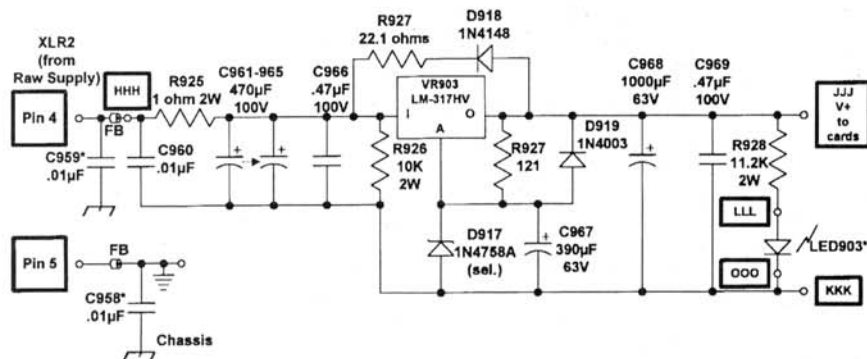 XLR2
(from
Raw Supply)
Pin 4
HHH
FB
R925
1 ohm 2W
C959*
.01µF
C960
.01µF
C961-965
470µF
100V
+
+
C966
.47µF
100V
R927
22.1 ohms
D918
1N4148
VR903
LM-317HV
I
O
A
R926
10K
2W
R927
121
D919
1N4003
D917
1N4758A
(sel.)
+
C967
390µF
63V
C968
1000µF
63V
+
C969
.47µF
100V
R928
11.2K
2W
JJJ
V+
to
cards
LLL
LED903*
OOO
KKK
Pin 5
FB
C958*
.01µF
Chassis